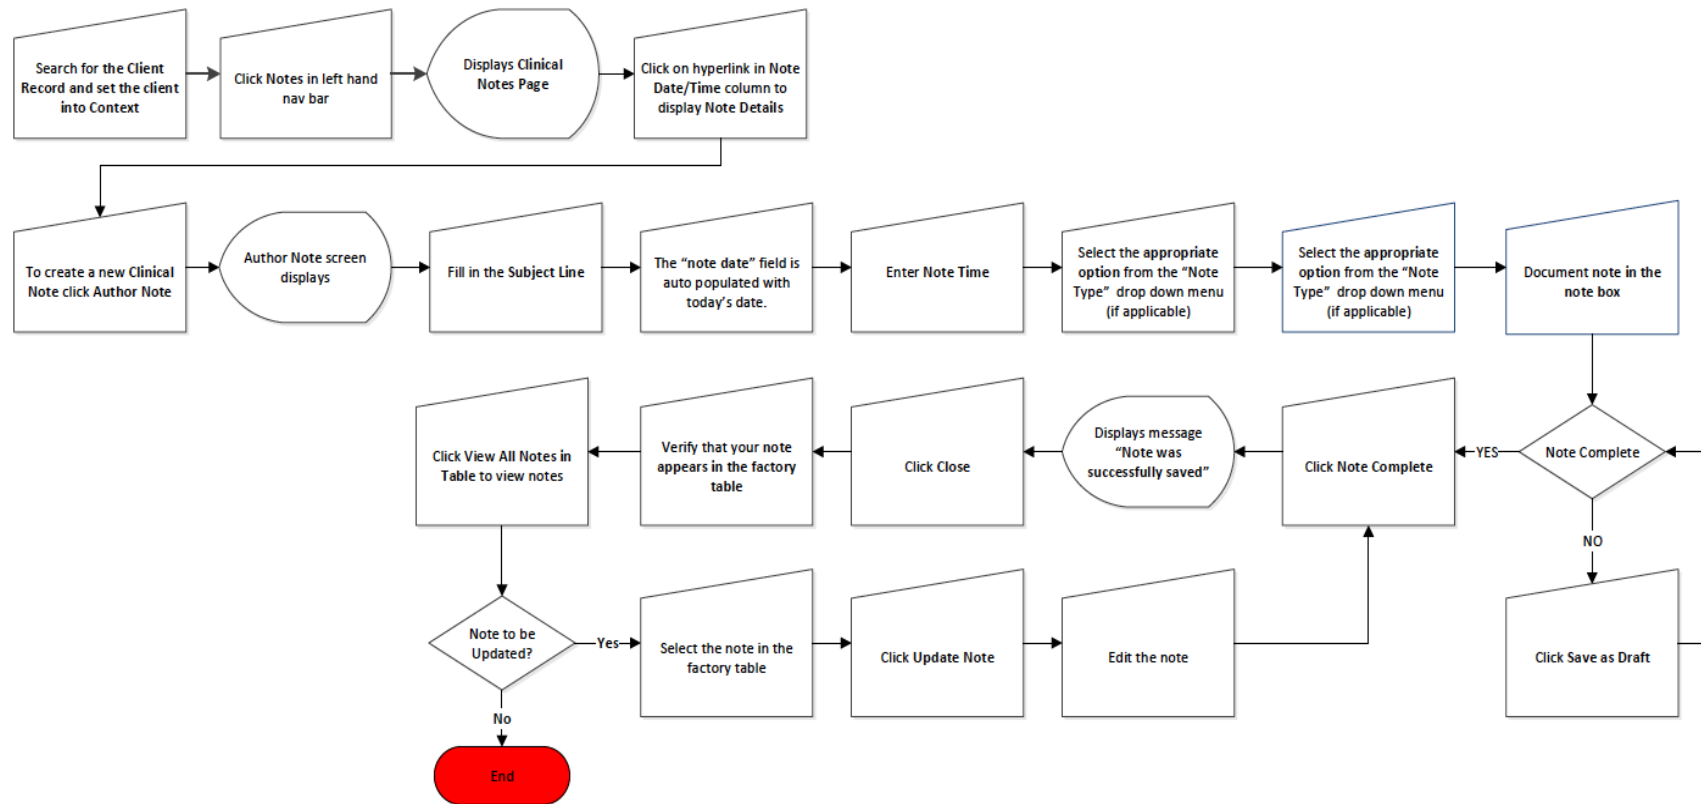 Search for the Client
Record and set the client
into Context
Click Notes in left hand
nav bar
Displays Clinical
Notes Page
Click on hyperlink in Note
Date/Time column to
display Note Details
To create a new Clinical
Note click Author Note
Author Note screen
displays
Fill in the Subject Line
The “note date” field is
auto populated with
today’s date.
Enter Note Time
Select the appropriate
option from the “Note
Type” drop down menu
(if applicable)
Select the appropriate
option from the “Note
Type” drop down menu
(if applicable)
Document note in the
note box
Note Complete
YES
NO
Click Note Complete
Displays message
“Note was
successfully saved”
Click Close
Verify that your note
appears in the factory
table
Click View All Notes in
Table to view notes
Note to be
Updated?
Yes
No
Select the note in the
factory table
Click Update Note
Edit the note
Click Save as Draft
End